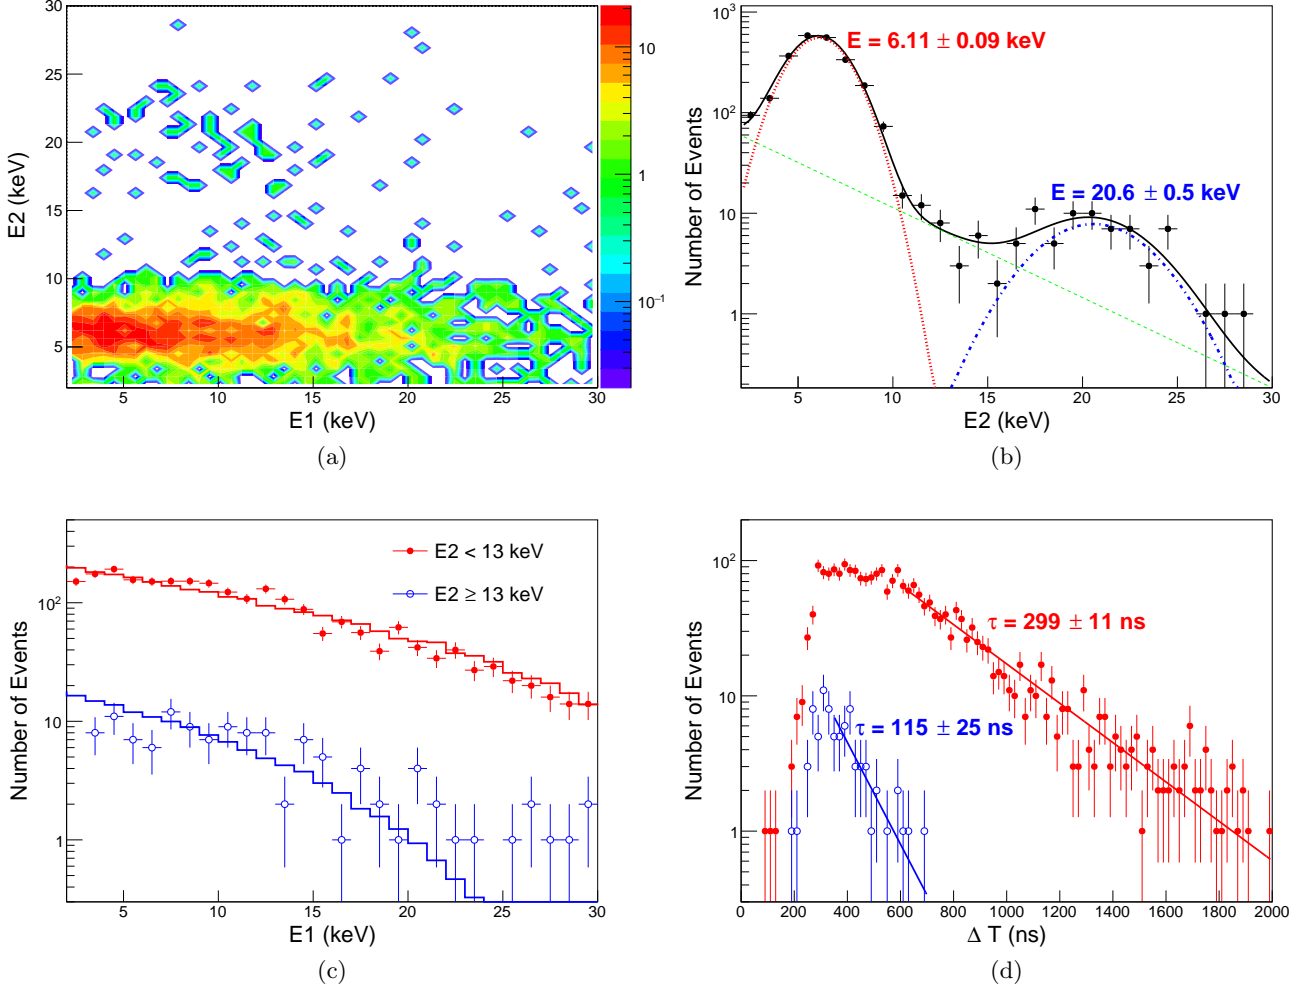 30
25
20
15
10
5
E2 (keV)
5
10
15
20
25
30
E1 (keV)
10
1
10⁻¹
(a)
10³
10²
10
1
Number of Events
E = 6.11 ± 0.09 keV
E = 20.6 ± 0.5 keV
5
10
15
20
25
30
E2 (keV)
(b)
10²
10
1
Number of Events
E2 < 13 keV
E2 ≥ 13 keV
5
10
15
20
25
30
E1 (keV)
(c)
10²
10
1
Number of Events
τ = 299 ± 11 ns
τ = 115 ± 25 ns
0
200
400
600
800
1000
1200
1400
1600
1800
2000
Δ T (ns)
(d)